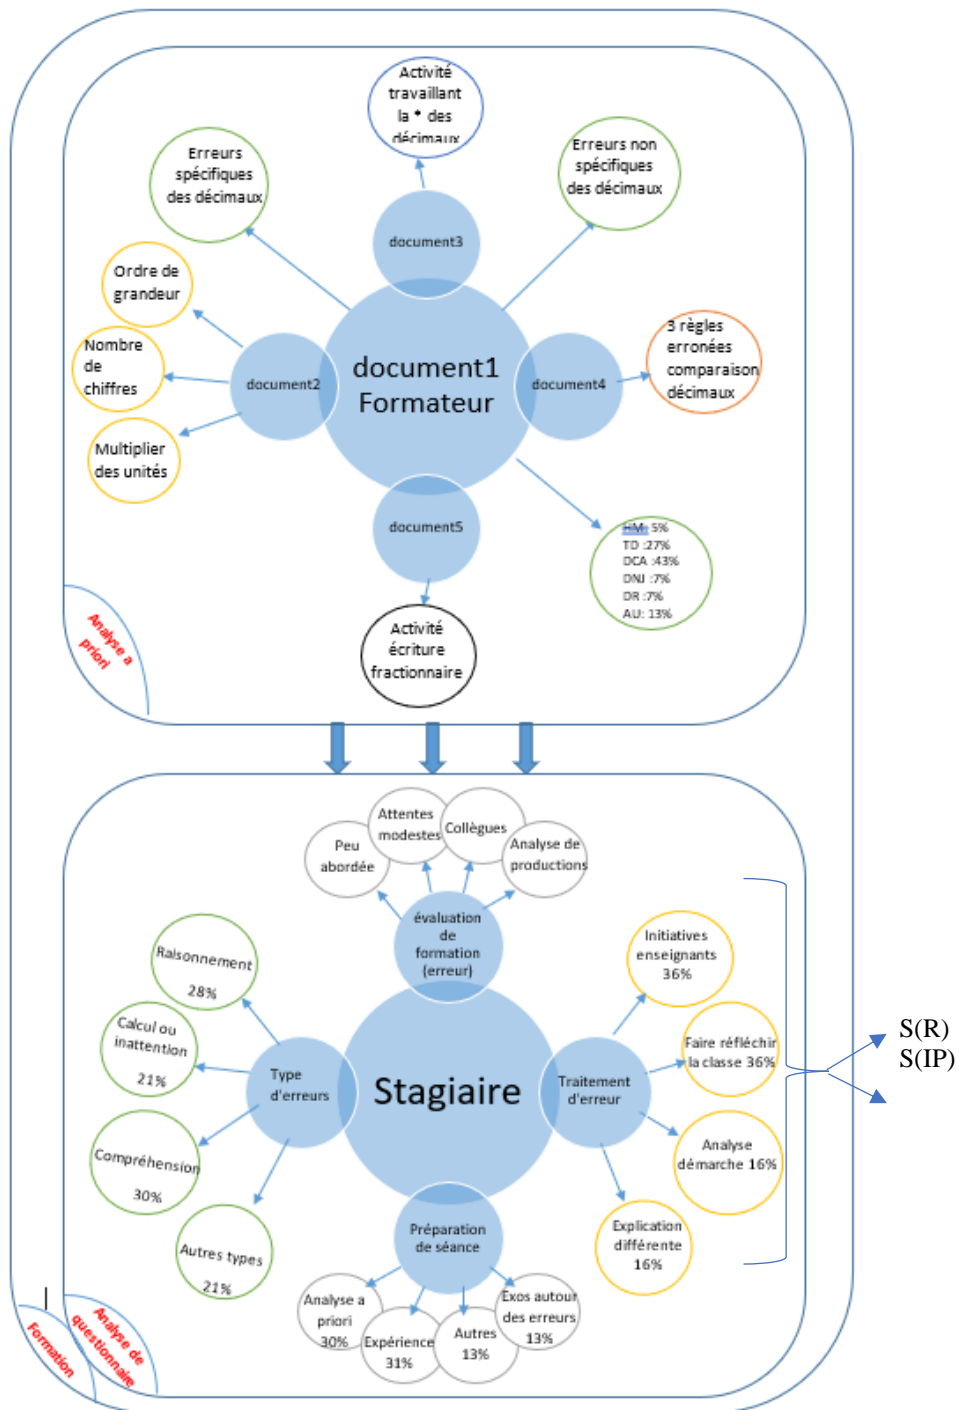 Activité
travaillant
la * des
décimaux
Erreurs
spécifiques
des décimaux
Erreurs non
spécifiques
des décimaux
document3
Ordre de
grandeur
Nombre
de
chiffres
Multiplier
des unités
document2
document1
Formateur
document4
3 règles
erronées
comparaison
décimaux
document5
HM: 5%
TD :27%
DCA :43%
DNJ :7%
DR :7%
AU: 13%
Activité
écriture
fractionnaire
Analyse a
priori
Peu
abordée
Attentes
modestes
Collègues
Analyse de
productions
évaluation
de
formation
(erreur)
Raisonnement
28%
Calcul ou
inattention
21%
Compréhension
30%
Autres types
21%
Type
d'erreurs
Stagiaire
Traitement
d'erreur
Initiatives
enseignants
36%
Faire réfléchir
la classe 36%
Analyse
démarche 16%
Explication
différente
16%
S(R)
S(IP)
Préparation
de séance
Analyse a
priori
30%
Expérience
31%
Autres
13%
Exos autour
des erreurs
13%
Analyse de
questionnaire
Formation